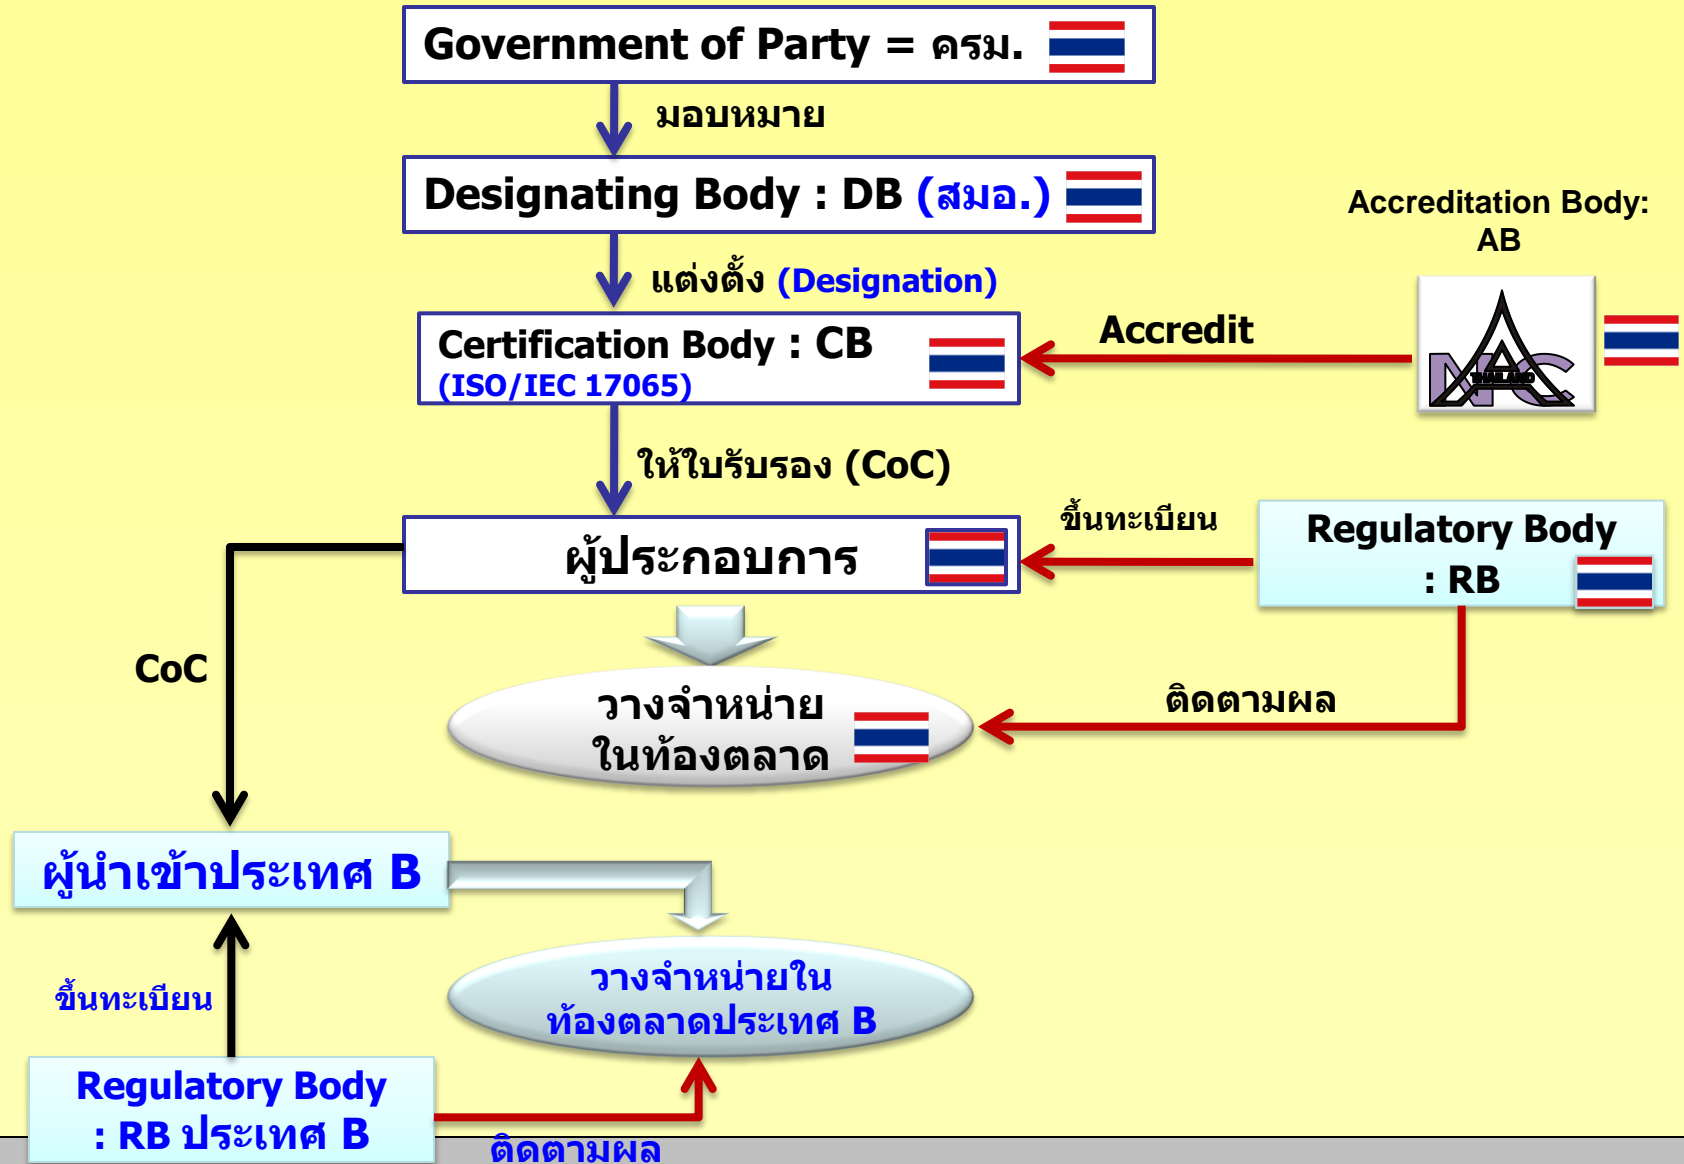 Government of Party = ครม.
มอบหมาย
Designating Body : DB (สมอ.)
แต่งตั้ง (Designation)
Accreditation Body:
AB
Certification Body : CB
(ISO/IEC 17065)
Accredit
NAC
THAILAND
ให้ใบรับรอง (CoC)
ผู้ประกอบการ
ขึ้นทะเบียน
Regulatory Body
: RB
CoC
วางจำหน่าย
ในท้องตลาด
ติดตามผล
ผู้นำเข้าประเทศ B
วางจำหน่ายใน
ท้องตลาดประเทศ B
ขึ้นทะเบียน
Regulatory Body
: RB ประเทศ B
ติดตามผล